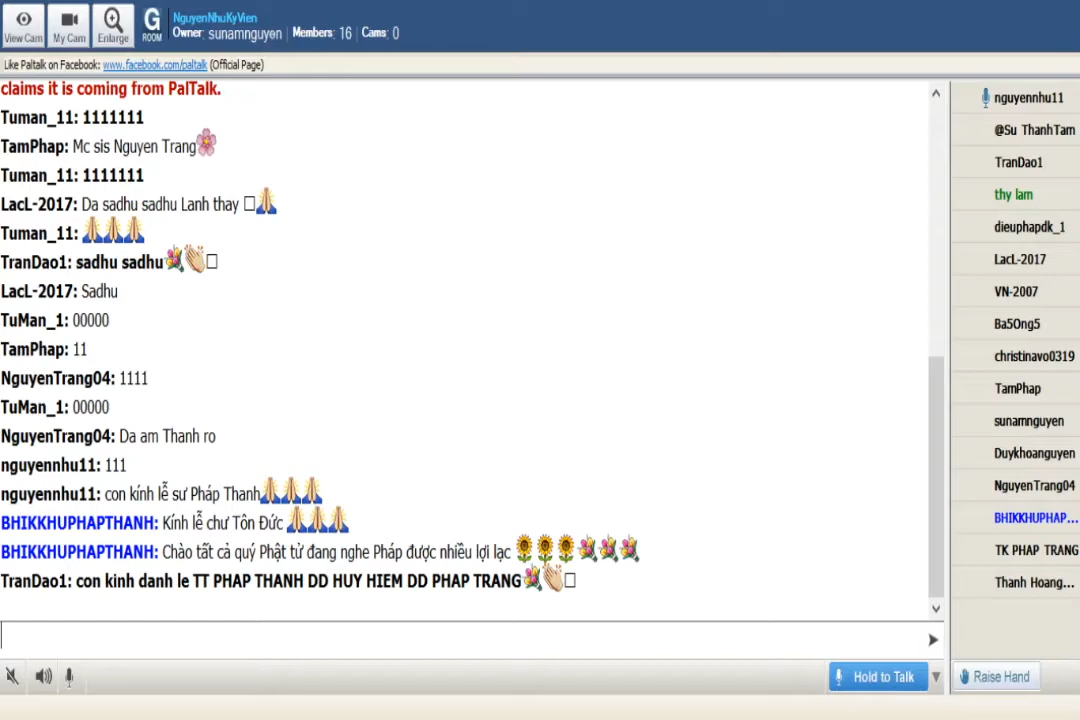 View Cam
My Cam
Enlarge
G
ROOM
NguyenNhuKyVien
Owner: sunamnguyen | Members: 16 | Cams: 0
Like Paltalk on Facebook: www.facebook.com/paltalk (Official Page)
claims it is coming from PalTalk.
Tuman_11: 1111111
TamPhap: Mc sis Nguyen Trang
Tuman_11: 1111111
LacL-2017: Da sadhu sadhu Lanh thay
Tuman_11:
TranDao1: sadhu sadhu
LacL-2017: Sadhu
TuMan_1: 00000
TamPhap: 11
NguyenTrang04: 1111
TuMan_1: 00000
NguyenTrang04: Da am Thanh ro
nguyennhu11: 111
nguyennhu11: con kính lễ sư Pháp Thanh
BHIKKHUPHAPTHANH: Kính lễ chư Tôn Đức
BHIKKHUPHAPTHANH: Chào tất cả quý Phật tử đang nghe Pháp được nhiều lợi lạc
TranDao1: con kinh danh le TT PHAP THANH DD HUY HIEM DD PHAP TRANG
Hold to Talk
nguyennhu11
@Su ThanhTam
TranDao1
thy lam
dieuphapdk_1
LacL-2017
VN-2007
Ba5Ong5
christinavo0319
TamPhap
sunamnguyen
Duykhoanguyen
NguyenTrang04
BHIKKHUPHAP...
TK PHAP TRANG
Thanh Hoang...
Raise Hand